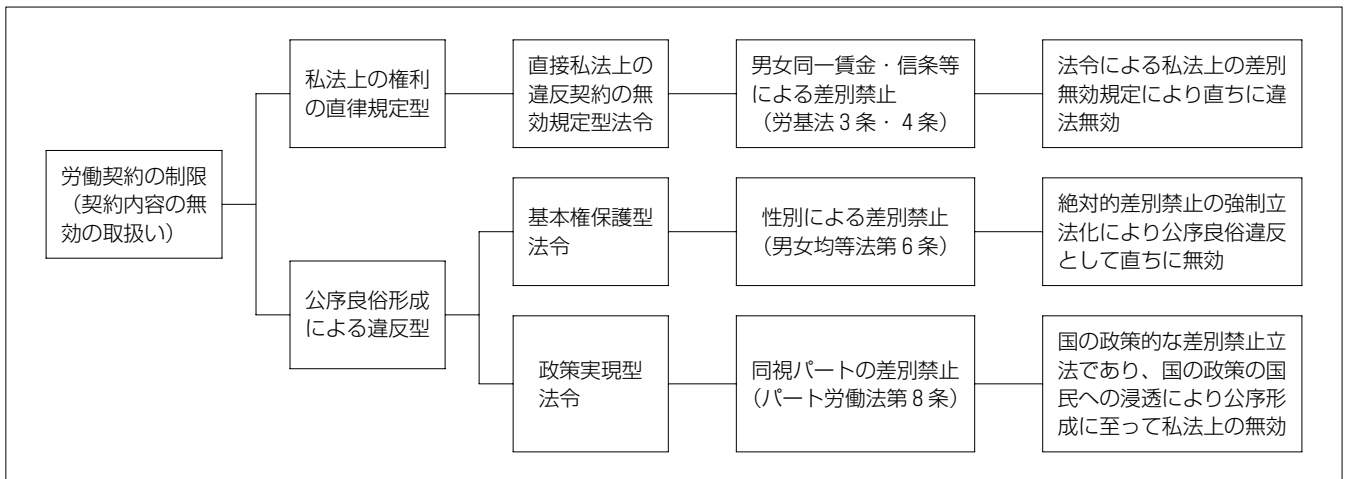 労働契約の制限
（契約内容の無
効の取扱い）
私法上の権利
の直律規定型
直接私法上の
違反契約の無
効規定型法令
男女同一賃金・信条等
による差別禁止
（労基法3条・4条）
法令による私法上の差別
無効規定により直ちに違
法無効
公序良俗形成
による違反型
基本権保護型
法令
性別による差別禁止
（男女均等法第6条）
絶対的差別禁止の強制立
法化により公序良俗違反
として直ちに無効
政策実現型
法令
同視パートの差別禁止
（パート労働法第8条）
国の政策的な差別禁止立
法であり、国の政策の国
民への浸透により公序形
成に至って私法上の無効